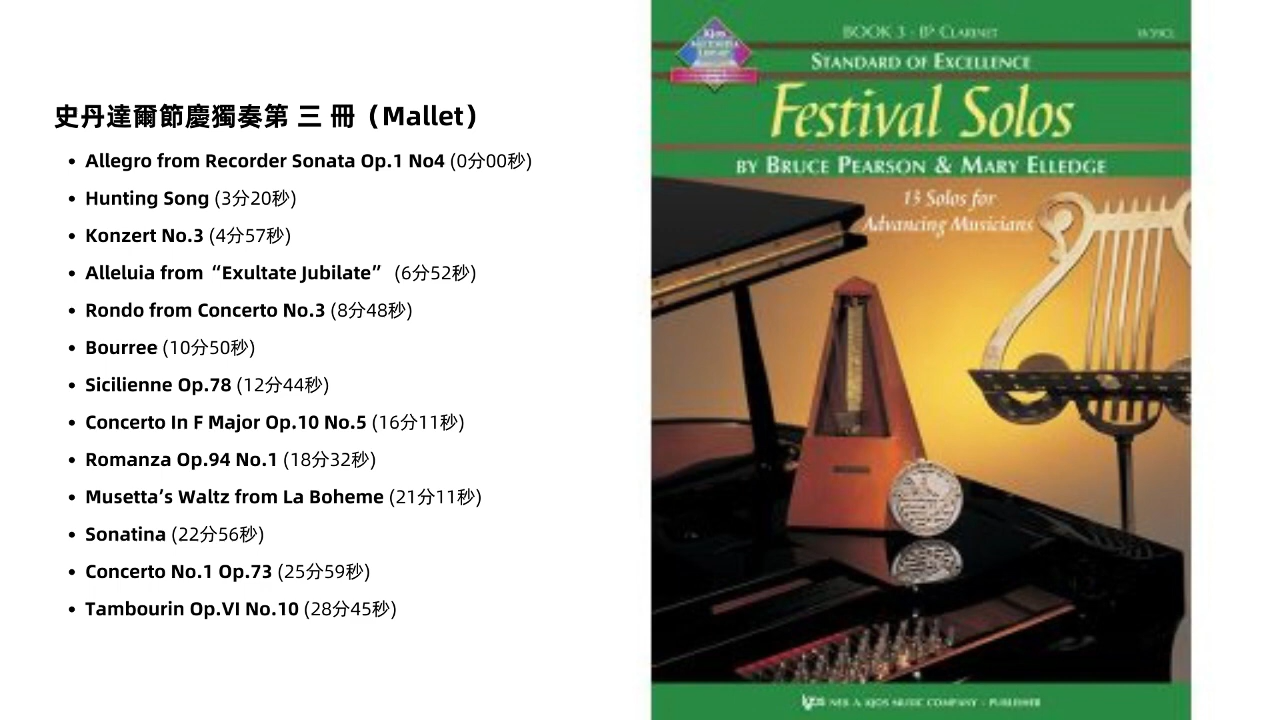 史丹達爾節慶獨奏第 三 冊（Mallet）
• Allegro from Recorder Sonata Op.1 No4 (0分00秒)
• Hunting Song (3分20秒)
• Konzert No.3 (4分57秒)
• Alleluia from “Exultate Jubilate” (6分52秒)
• Rondo from Concerto No.3 (8分48秒)
• Bourree (10分50秒)
• Sicilienne Op.78 (12分44秒)
• Concerto In F Major Op.10 No.5 (16分11秒)
• Romanza Op.94 No.1 (18分32秒)
• Musetta’s Waltz from La Boheme (21分11秒)
• Sonatina (22分56秒)
• Concerto No.1 Op.73 (25分59秒)
• Tambourin Op.VI No.10 (28分45秒)
BOOK 3 - B♭ CLARINET
Kjos
MULTIMEDIA
LIBRARY
STANDARD OF EXCELLENCE
Festival Solos
BY BRUCE PEARSON & MARY ELLEDGE
13 Solos for
Advancing Musicians
kjos NEIL A. KJOS MUSIC COMPANY - PUBLISHER